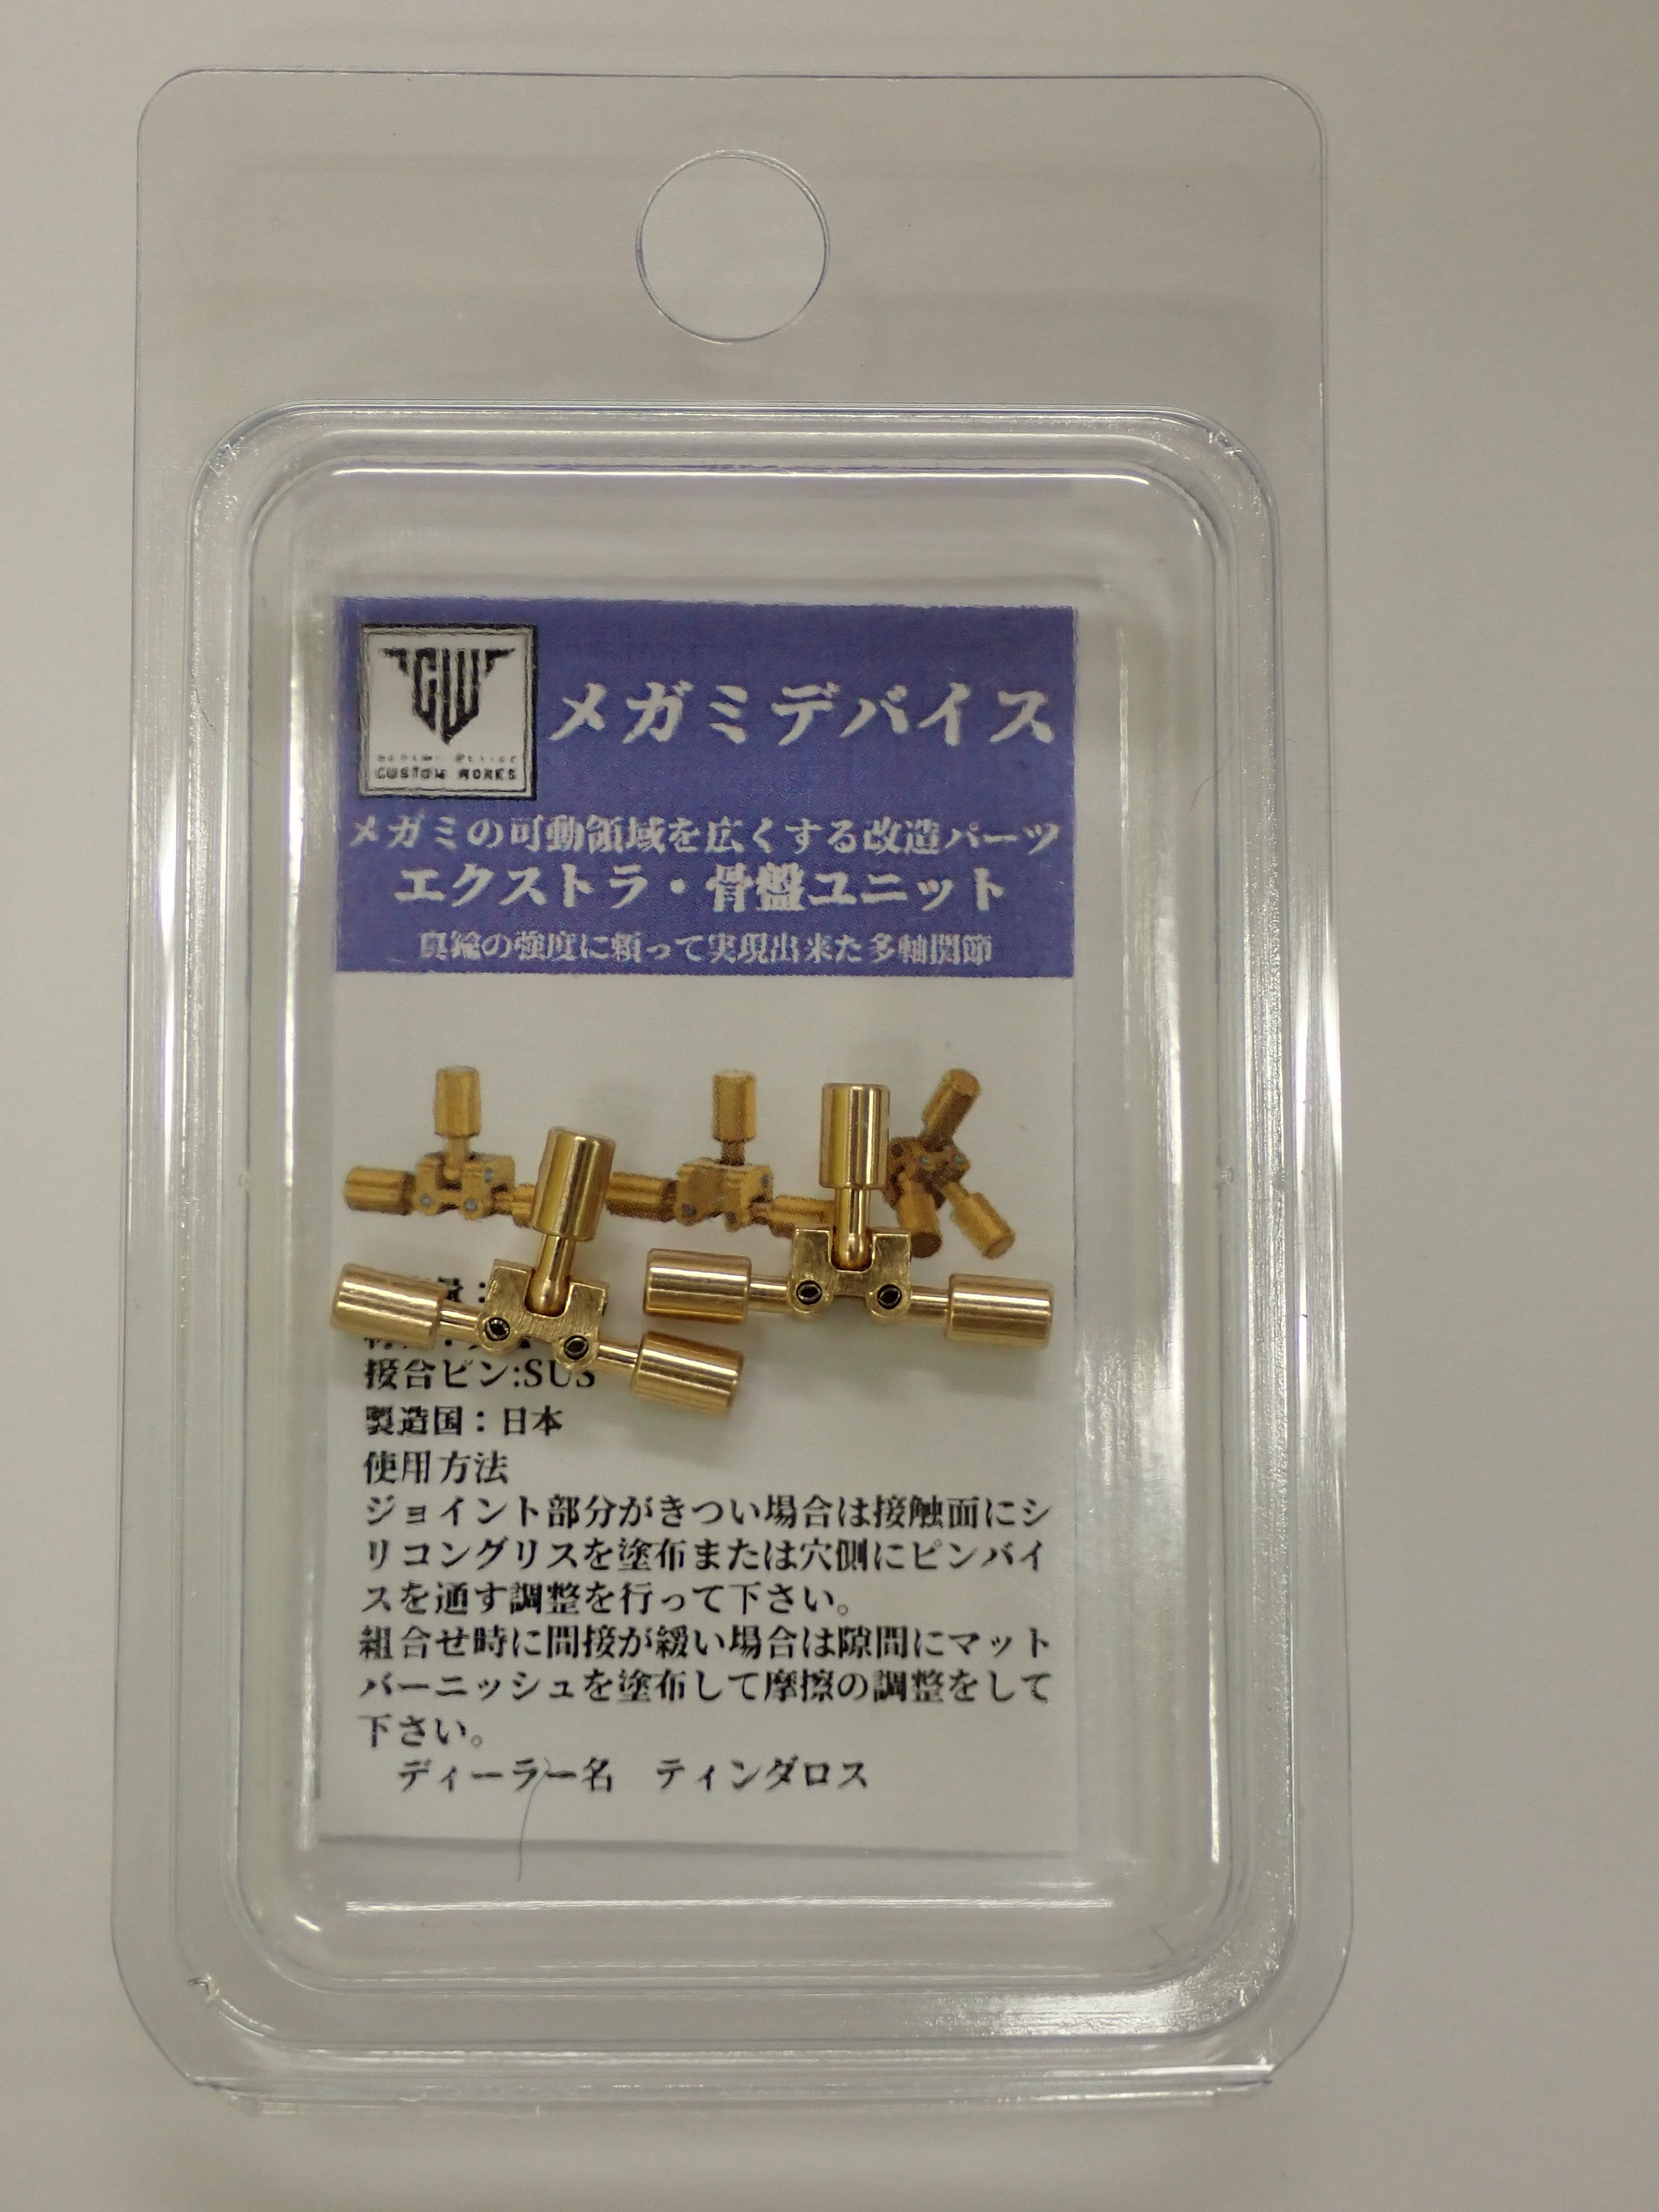 GW
CUSTOM WORKS
メガミデバイス
メガミの可動領域を広くする改造パーツ
エクストラ・骨盤ユニット
真鍮の強度に頼って実現出来た多軸関節
量：
接合ピン:SUS
製造国：日本
使用方法
ジョイント部分がきつい場合は接触面にシ
リコングリスを塗布または穴側にピンバイ
スを通す調整を行って下さい。
組合せ時に間接が緩い場合は隙間にマット
バーニッシュを塗布して摩擦の調整をして
下さい。
ディーラー名 ティンダロス